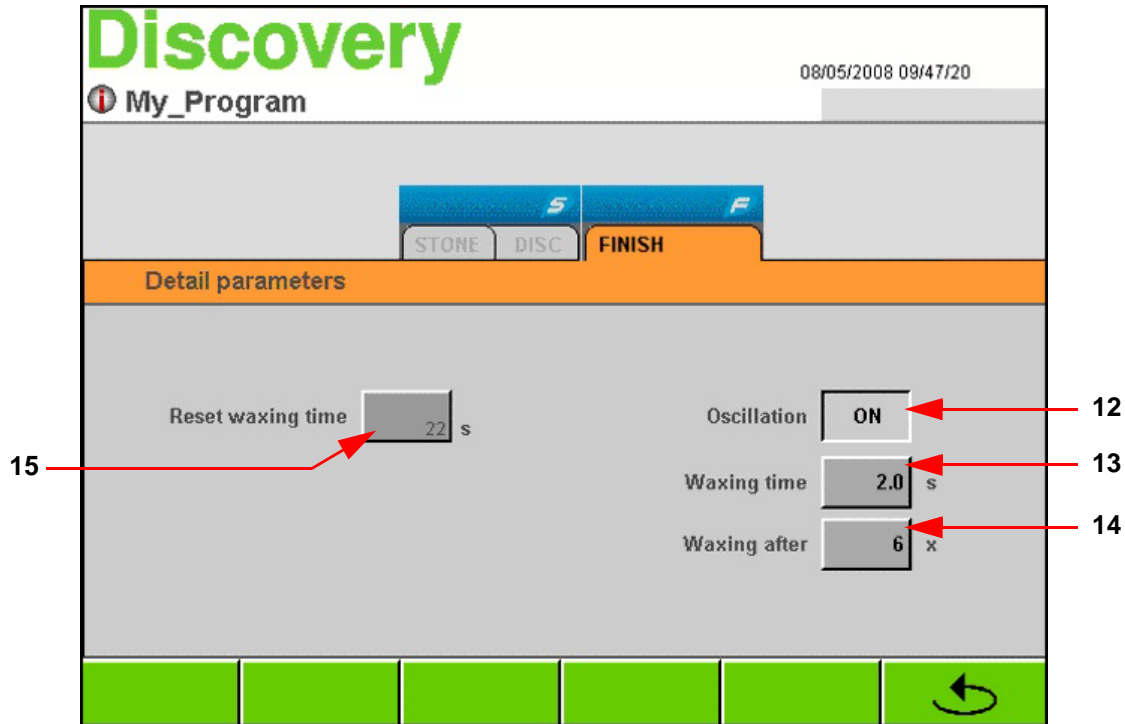 Discovery
08/05/2008 09/47/20
My_Program
S
F
STONE DISC FINISH
Detail parameters
Reset waxing time 22 s
Oscillation ON
12
15
Waxing time 2.0 s
13
Waxing after 6 x
14